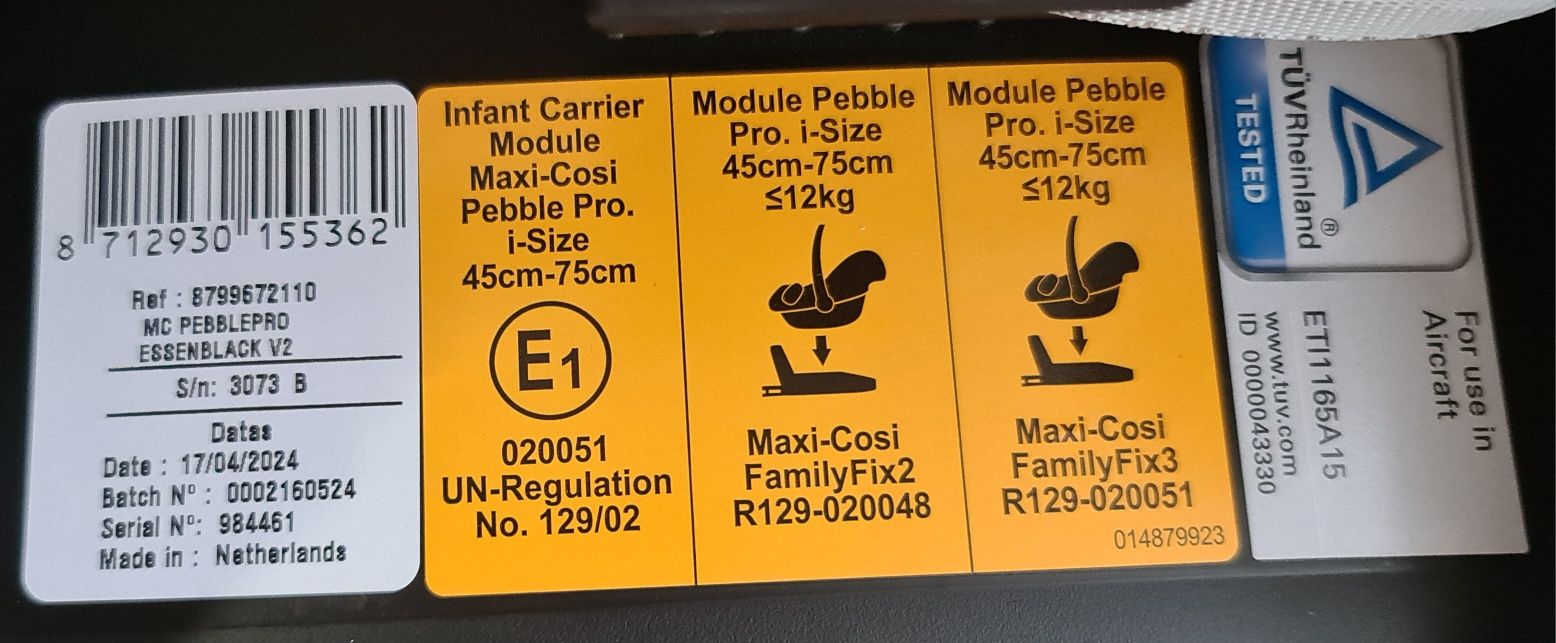 8 712930 155362
Ref : 8799672110
MC PEBBLEPRO
ESSENBLACK V2
S/n: 3073 B
Datas
Date : 17/04/2024
Batch Nº : 0002160524
Serial Nº: 984461
Made in : Netherlands
Infant Carrier
Module
Maxi-Cosi
Pebble Pro.
i-Size
45cm-75cm
E1
020051
UN-Regulation
No. 129/02
Module Pebble
Pro. i-Size
45cm-75cm
≤12kg
Maxi-Cosi
FamilyFix2
R129-020048
Module Pebble
Pro. i-Size
45cm-75cm
≤12kg
Maxi-Cosi
FamilyFix3
R129-020051
014879923
TÜVRheinland®
TESTED
For use in
Aircraft
ETI1165A15
www.tuv.com
ID 0000043330